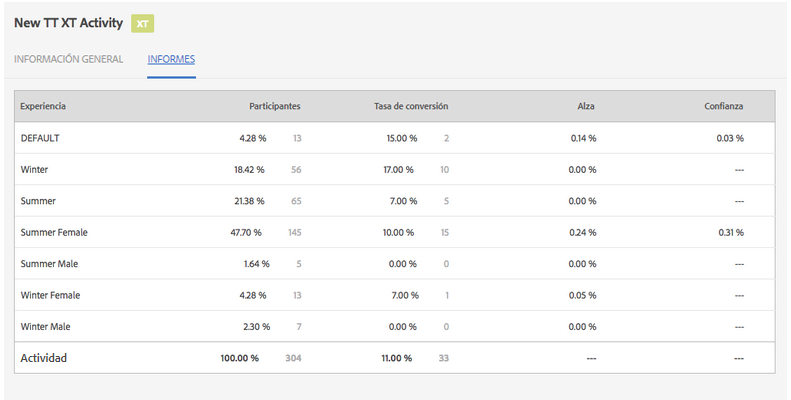 New TT XT Activity XT
INFORMACIÓN GENERAL INFORMES
Experiencia Participantes Tasa de conversión Alza Confianza
DEFAULT 4.28 % 13 15.00 % 2 0.14 % 0.03 %
Winter 18.42 % 56 17.00 % 10 0.00 % ---
Summer 21.38 % 65 7.00 % 5 0.00 % ---
Summer Female 47.70 % 145 10.00 % 15 0.24 % 0.31 %
Summer Male 1.64 % 5 0.00 % 0 0.00 % ---
Winter Female 4.28 % 13 7.00 % 1 0.05 % ---
Winter Male 2.30 % 7 0.00 % 0 0.00 % ---
Actividad 100.00 % 304 11.00 % 33 --- ---